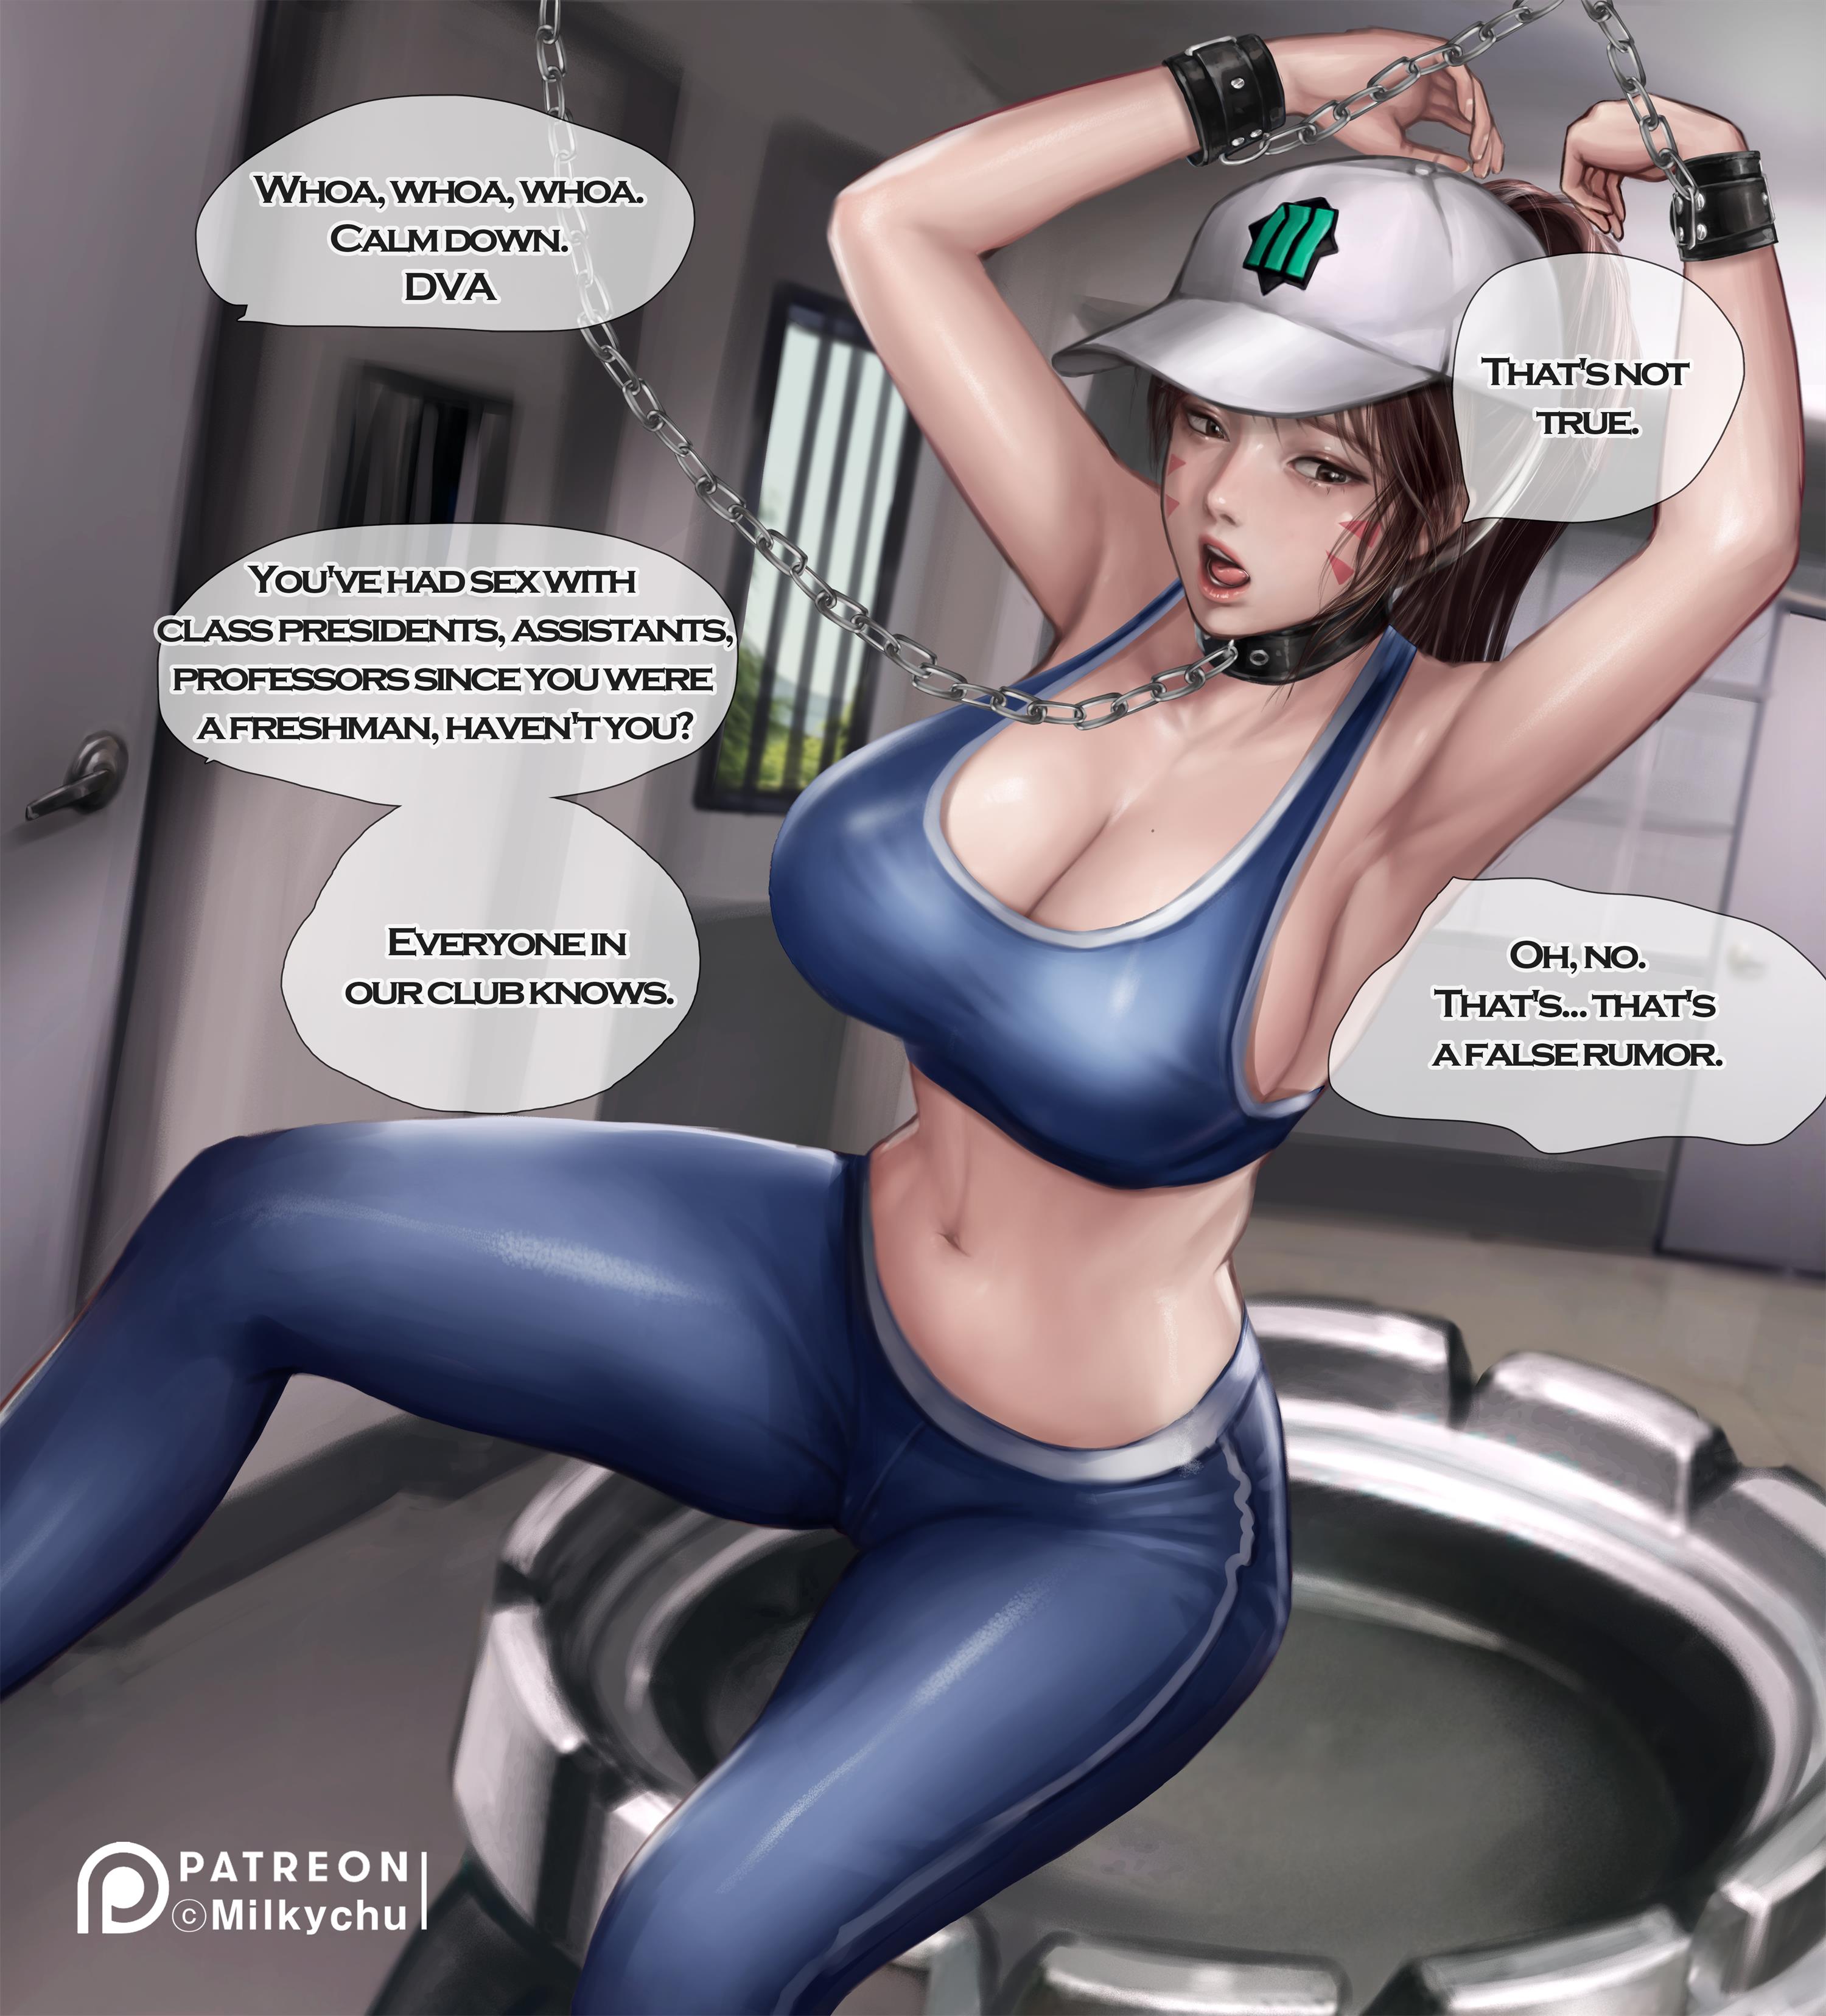 WHOA, WHOA, WHOA.
CALM DOWN.
DVA
THAT'S NOT
TRUE.
YOU'VE HAD SEX WITH
CLASS PRESIDENTS, ASSISTANTS,
PROFESSORS SINCE YOU WERE
A FRESHMAN, HAVEN'T YOU?
EVERYONE IN
OUR CLUB KNOWS.
OH, NO.
THAT'S... THAT'S
A FALSE RUMOR.
PATREON
©Milkychu